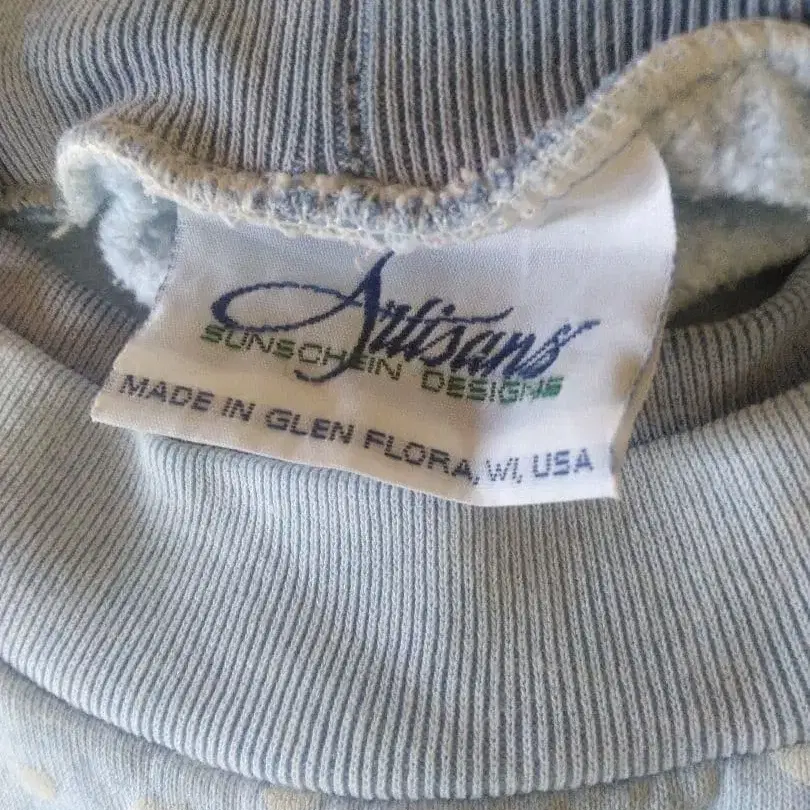 Artisans
SUNSCHEIN DESIGNS
MADE IN GLEN FLORA, WI, USA